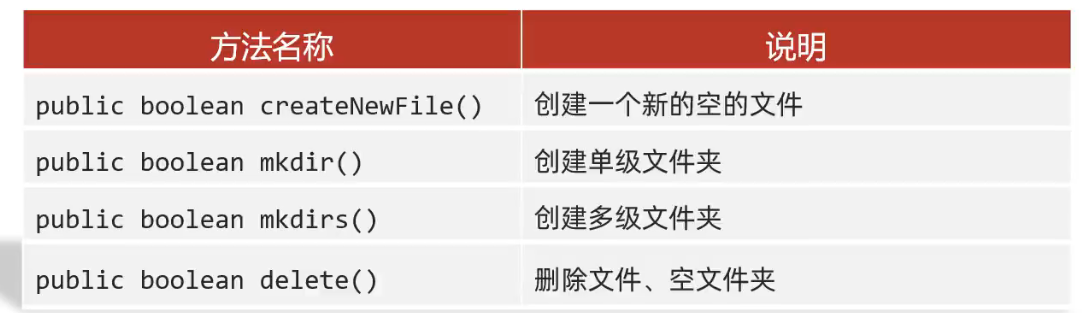 方法名称 说明
public boolean createNewFile() 创建一个新的空的文件
public boolean mkdir() 创建单级文件夹
public boolean mkdirs() 创建多级文件夹
public boolean delete() 删除文件、空文件夹